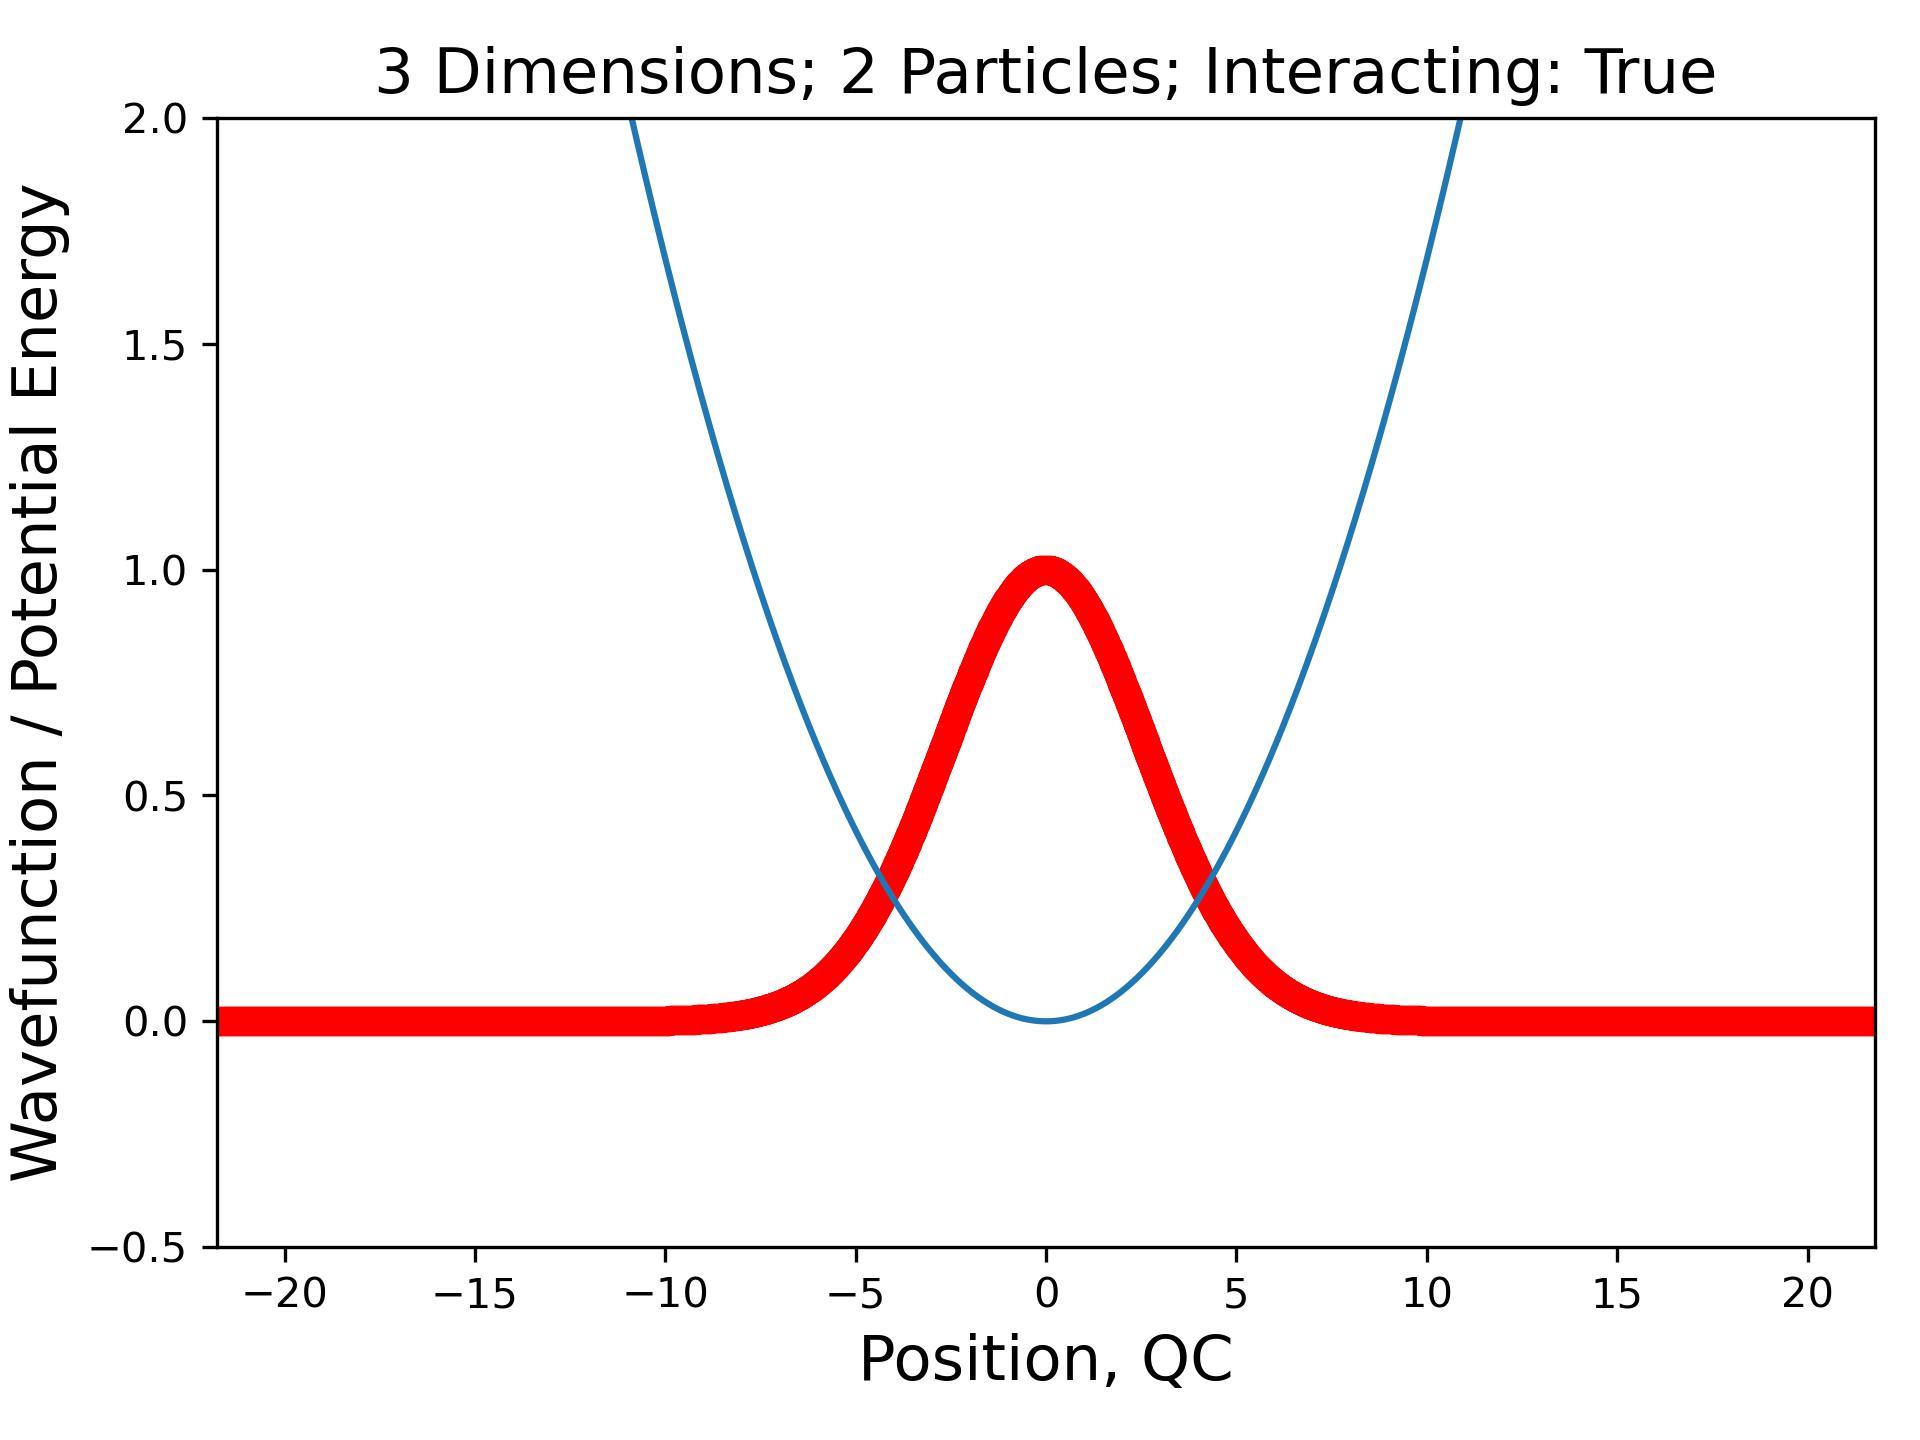 3 Dimensions; 2 Particles; Interacting: True
Wavefunction / Potential Energy
2.0
1.5
1.0
0.5
0.0
−0.5
−20 −15 −10 −5 0 5 10 15 20
Position, QC